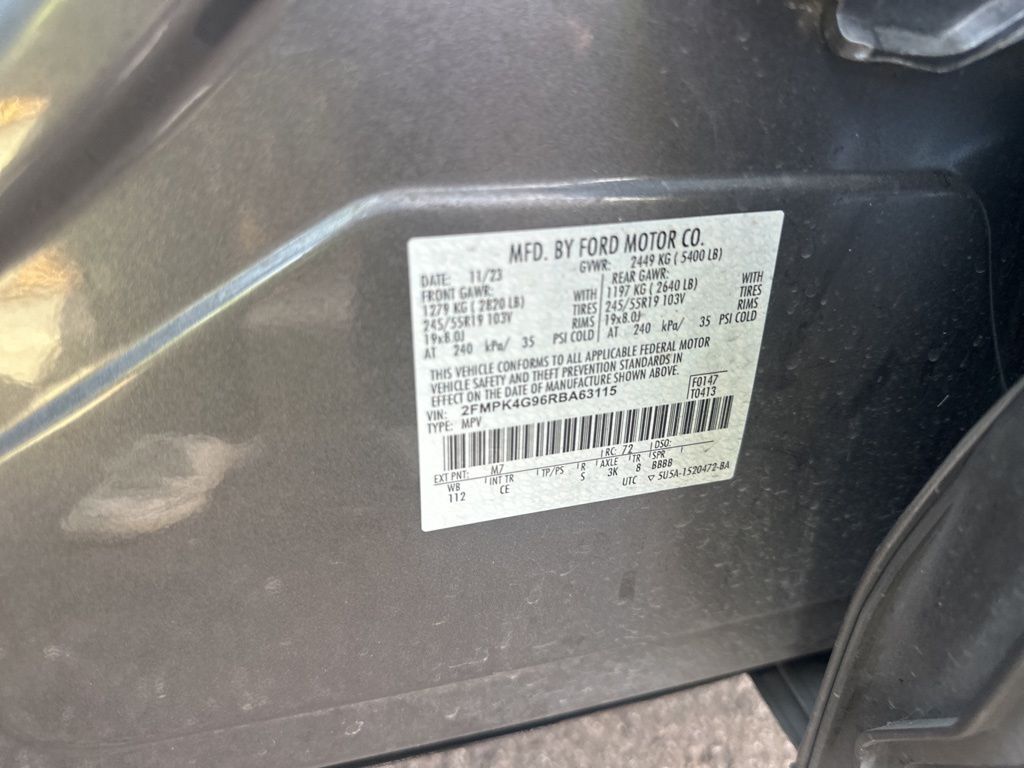 MFD. BY FORD MOTOR CO.
DATE: 11/23 GVWR: 2449 KG ( 5400 LB)
FRONT GAWR: REAR GAWR:
1279 KG ( 2820 LB) WITH 1197 KG ( 2640 LB) WITH
245/55R19 103V TIRES 245/55R19 103V TIRES
19x8.0J RIMS 19x8.0J RIMS
AT 240 kPa/ 35 PSI COLD AT 240 kPa/ 35 PSI COLD
THIS VEHICLE CONFORMS TO ALL APPLICABLE FEDERAL MOTOR
VEHICLE SAFETY AND THEFT PREVENTION STANDARDS IN
EFFECT ON THE DATE OF MANUFACTURE SHOWN ABOVE.
VIN: 2FMPK4G96RBA63115 F0147
TYPE: MPV T0413
EXT PNT: M7 RC: 72 DSO:
WB INT TR TP/PS R AXLE TR SPR
112 CE S 3K 8 BBBB
UTC ▽ 5U5A-1520472-BA